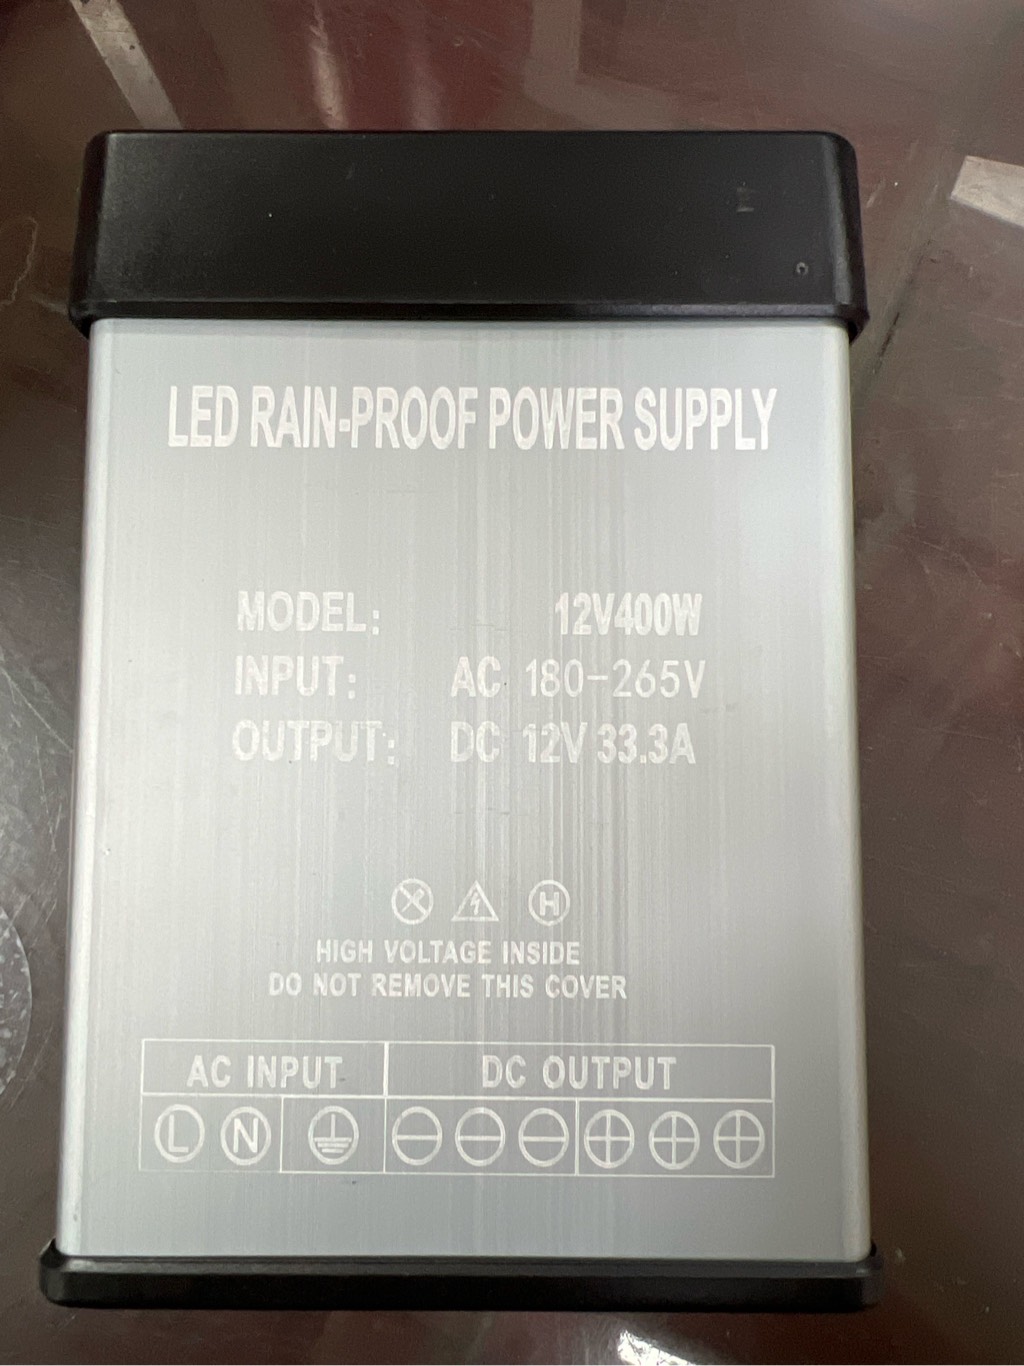 LED RAIN-PROOF POWER SUPPLY
MODEL: 12V400W
INPUT: AC 180-265V
OUTPUT: DC 12V 33.3A
H
HIGH VOLTAGE INSIDE
DO NOT REMOVE THIS COVER
AC INPUT DC OUTPUT
L N